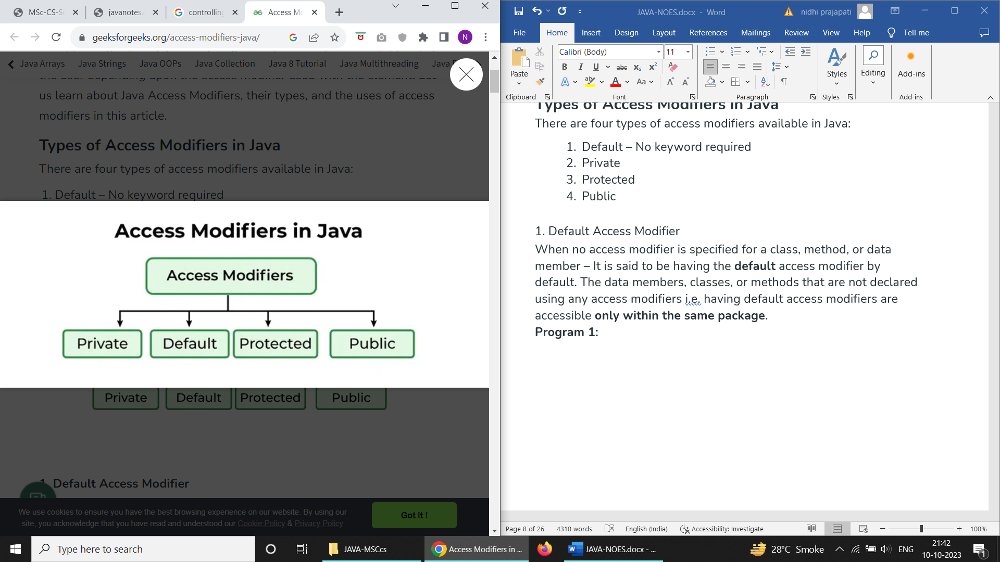 MSc-CS-S
javanotes.
controlling
Access Mo
geeksforgeeks.org/access-modifiers-java/
N
Java Arrays
Java Strings
Java OOPs
Java Collection
Java 8 Tutorial
Java Multithreading
us learn about Java Access Modifiers, their types, and the uses of access
modifiers in this article.
Types of Access Modifiers in Java
There are four types of access modifiers available in Java:
1. Default – No keyword required
Access Modifiers in Java
Access Modifiers
Private
Default
Protected
Public
Private
Default
Protected
Public
1. Default Access Modifier
We use cookies to ensure you have the best browsing experience on our website. By using our
site, you acknowledge that you have read and understood our Cookie Policy & Privacy Policy
Got It !
JAVA-NOES.docx - Word
nidhi prajapati
File
Home
Insert
Design
Layout
References
Mailings
Review
View
Help
Tell me
Paste
Clipboard
Calibri (Body)
11
Font
Paragraph
Styles
Styles
Editing
Add-ins
Add-ins
Types of Access Modifiers in Java
There are four types of access modifiers available in Java:
1. Default – No keyword required
2. Private
3. Protected
4. Public
1. Default Access Modifier
When no access modifier is specified for a class, method, or data
member – It is said to be having the default access modifier by
default. The data members, classes, or methods that are not declared
using any access modifiers i.e. having default access modifiers are
accessible only within the same package.
Program 1:
Page 8 of 26
4310 words
English (India)
Accessibility: Investigate
100%
Type here to search
JAVA-MSCcs
Access Modifiers in ...
JAVA-NOES.docx - ...
28°C Smoke
ENG
21:42
10-10-2023
1